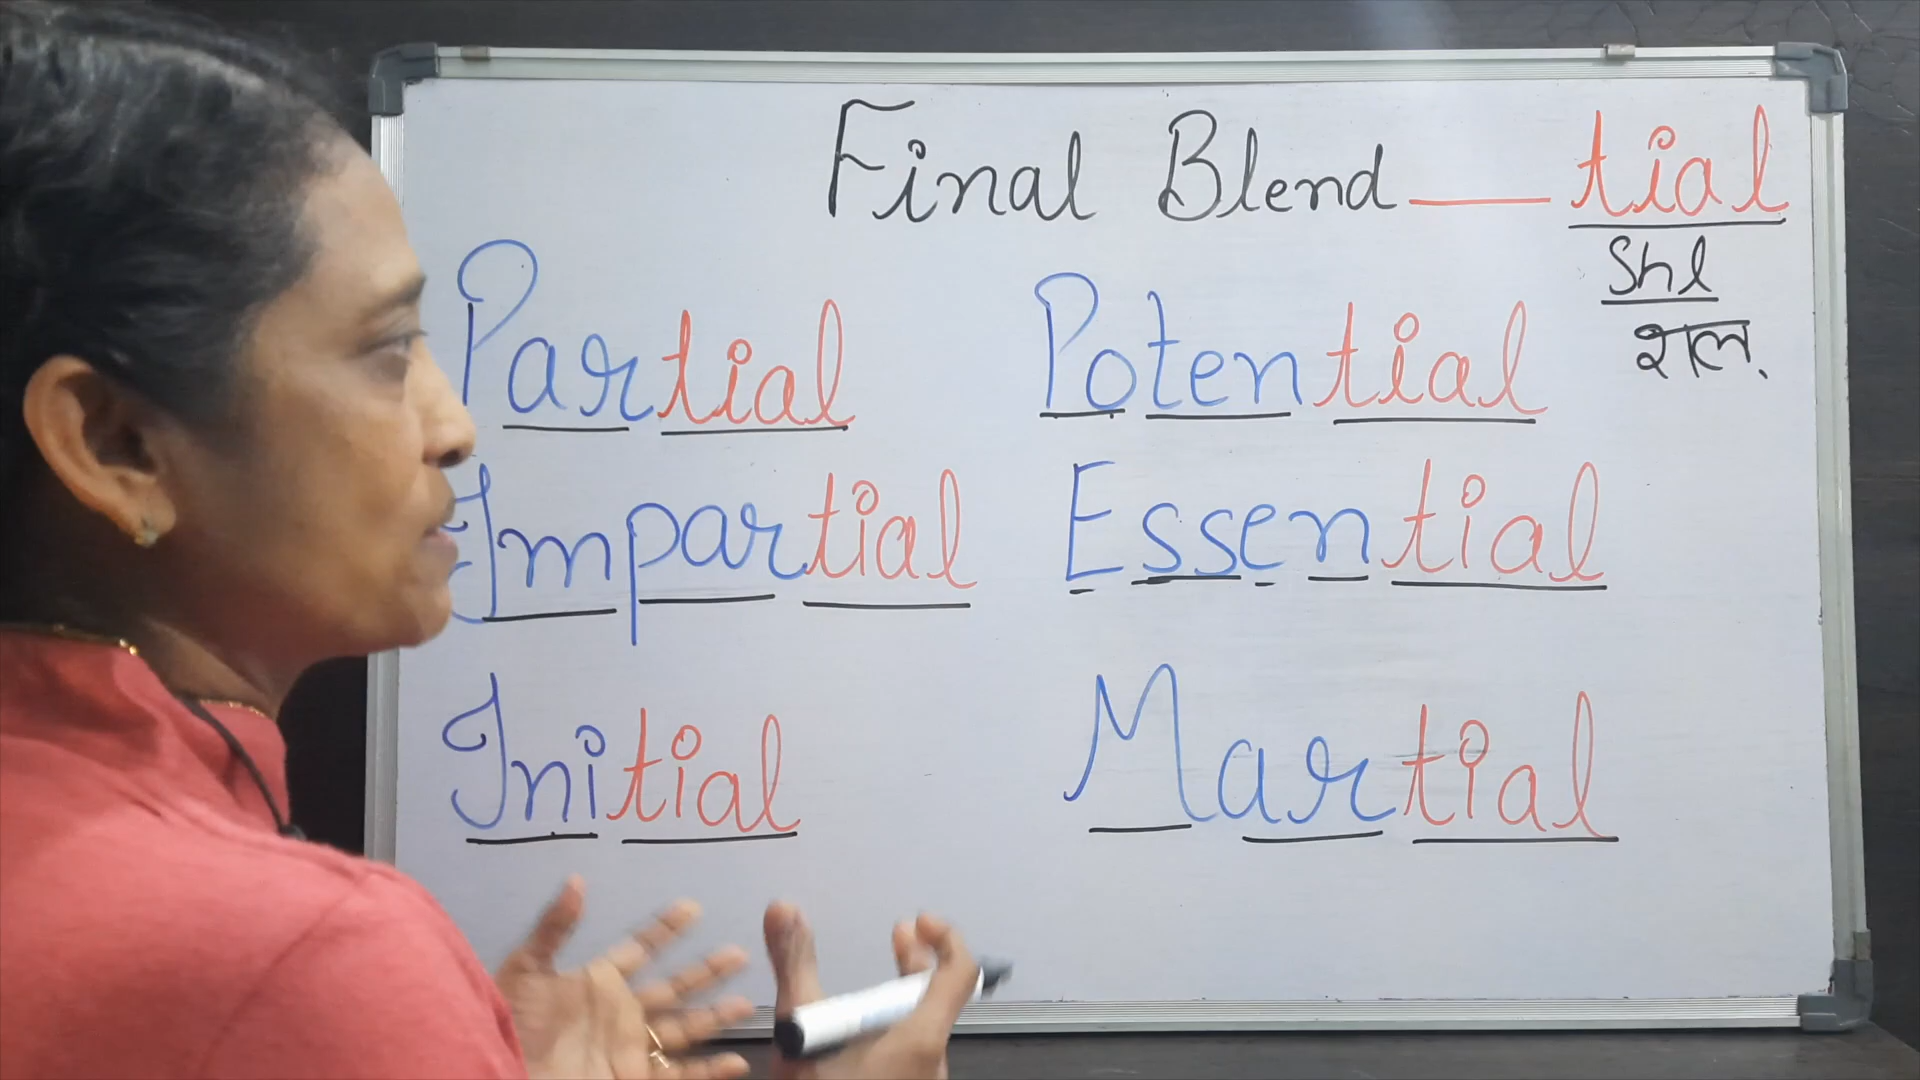 Final Blend — tial
Shl
शल.
Partial Potential
Impartial Essential
Initial Martial